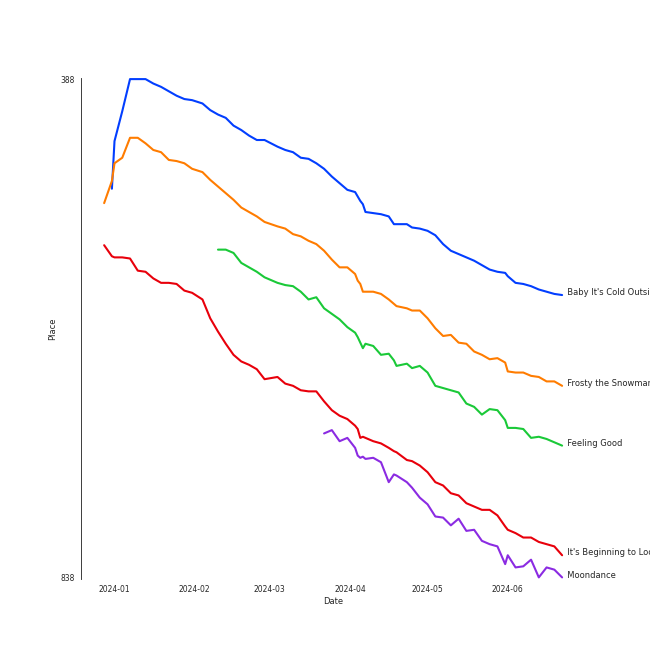 388
Baby It's Cold Outsi
Place
Frosty the Snowman
Feeling Good
It's Beginning to Loo
Moondance
838
2024-01 2024-02 2024-03 2024-04 2024-05 2024-06
Date